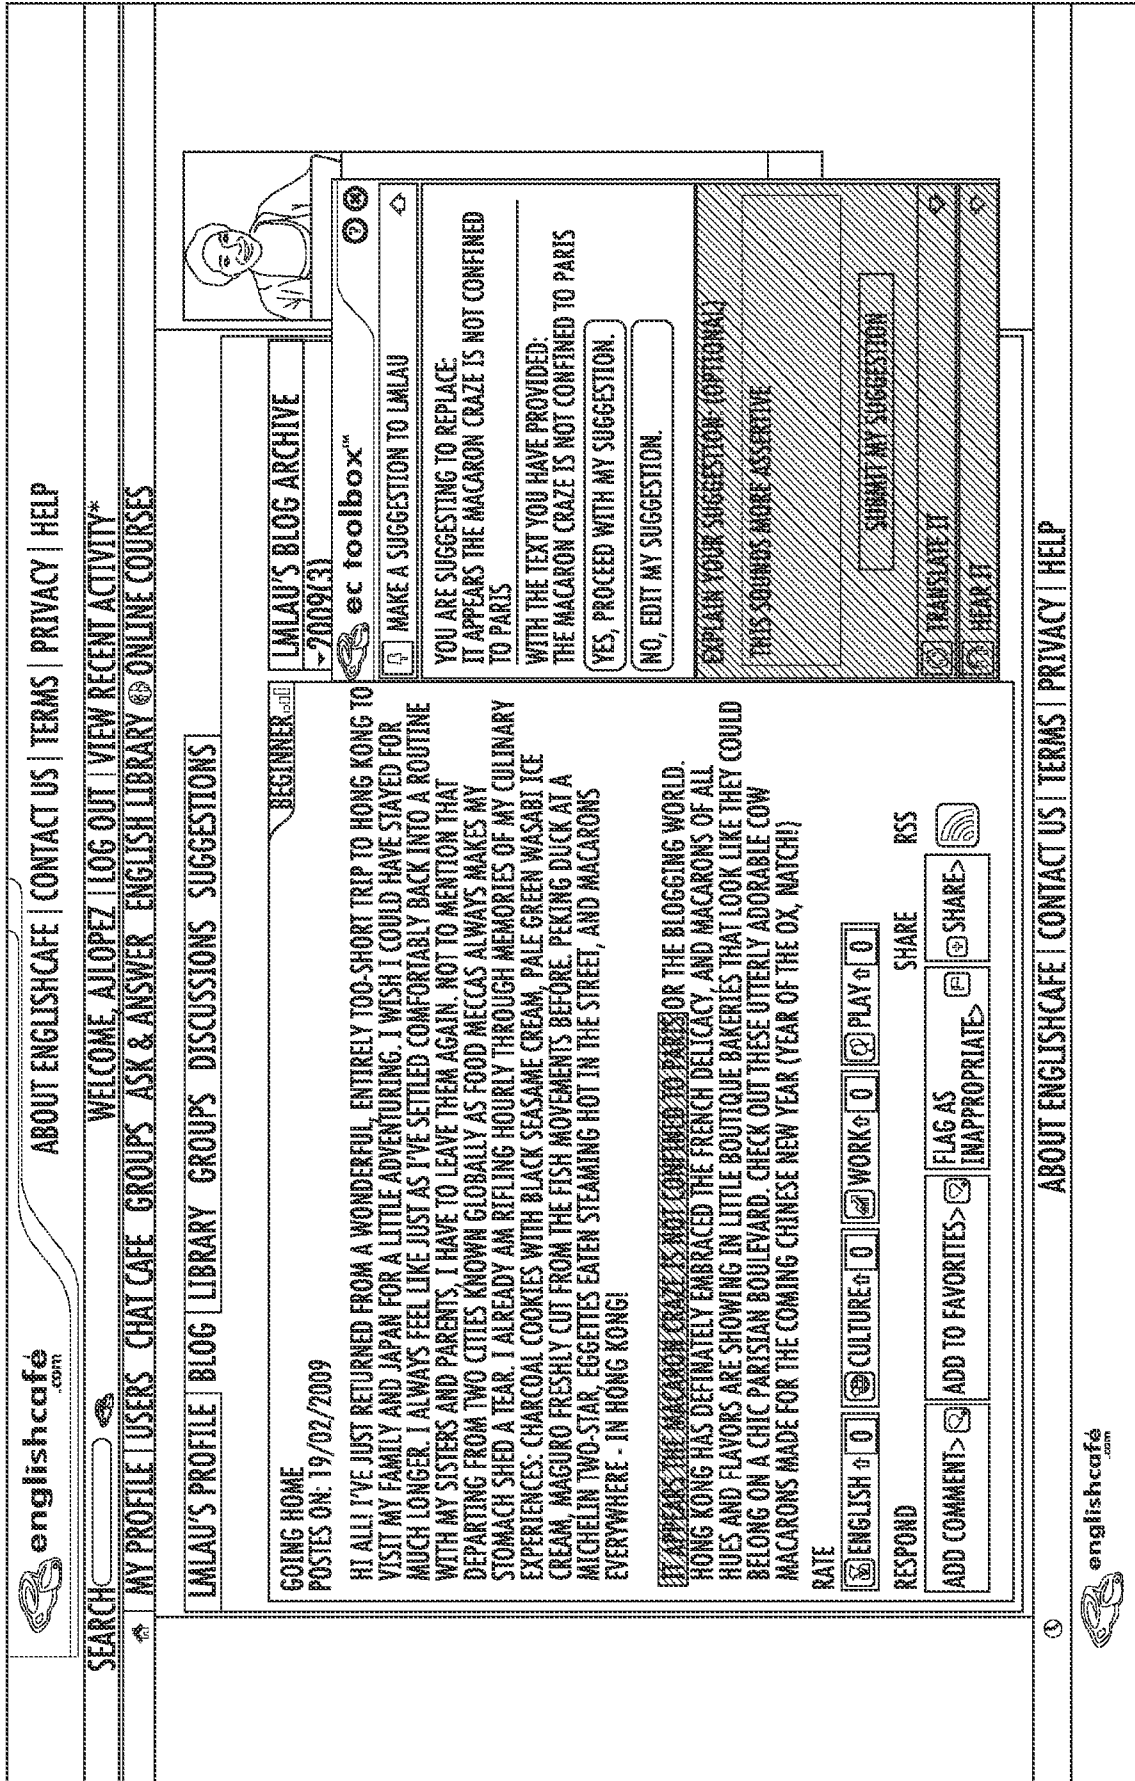 englishcafé
.com
ABOUT ENGLISHCAFE | CONTACT US | TERMS | PRIVACY | HELP
SEARCH
WELCOME, AJLOPEZ | LOG OUT | VIEW RECENT ACTIVITY*
MY PROFILE | USERS CHAT CAFE GROUPS ASK & ANSWER ENGLISH LIBRARY ONLINE COURSES
LMLAU'S PROFILE | BLOG | LIBRARY GROUPS DISCUSSIONS SUGGESTIONS
BEGINNER
GOING HOME
POSTES ON: 19/02/2009
HI ALL! I'VE JUST RETURNED FROM A WONDERFUL, ENTIRELY TOO-SHORT TRIP TO HONG KONG TO
VISIT MY FAMILY AND JAPAN FOR A LITTLE ADVENTURING. I WISH I COULD HAVE STAYED FOR
MUCH LONGER. I ALWAYS FEEL LIKE JUST AS I'VE SETTLED COMFORTABLY BACK INTO A ROUTINE
WITH MY SISTERS AND PARENTS, I HAVE TO LEAVE THEM AGAIN. NOT TO MENTION THAT
DEPARTING FROM TWO CITIES KNOWN GLOBALLY AS FOOD MECCAS ALWAYS MAKES MY
STOMACH SHED A TEAR. I ALREADY AM RIFLING HOURLY THROUGH MEMORIES OF MY CULINARY
EXPERIENCES: CHARCOAL COOKIES WITH BLACK SEASAME CREAM, PALE GREEN WASABI ICE
CREAM, MAGURO FRESHLY CUT FROM THE FISH MOVEMENTS BEFORE. PEKING DUCK AT A
MICHELIN TWO-STAR, EGGETTES EATEN STEAMING HOT IN THE STREET, AND MACARONS
EVERYWHERE - IN HONG KONG!
IT APPEARS THE MACARON CRAZE IS NOT CONFINED TO PARIS OR THE BLOGGING WORLD.
HONG KONG HAS DEFINATELY EMBRACED THE FRENCH DELICACY, AND MACARONS OF ALL
HUES AND FLAVORS ARE SHOWING IN LITTLE BOUTIQUE BAKERIES THAT LOOK LIKE THEY COULD
BELONG ON A CHIC PARISIAN BOULEVARD. CHECK OUT THESE UTTERLY ADORABLE COW
MACARONS MADE FOR THE COMING CHINESE NEW YEAR (YEAR OF THE OX, NATCH!)
RATE
ENGLISH 0 CULTURE 0 WORK 0 PLAY 0
RESPOND SHARE RSS
ADD COMMENT> ADD TO FAVORITES> FLAG AS SHARE>
INAPPROPRIATE>
LMLAU'S BLOG ARCHIVE
2009(3)
ec toolbox™
MAKE A SUGGESTION TO LMLAU
YOU ARE SUGGESTING TO REPLACE:
IT APPEARS THE MACARON CRAZE IS NOT CONFINED
TO PARIS
WITH THE TEXT YOU HAVE PROVIDED:
THE MACARON CRAZE IS NOT CONFINED TO PARIS
YES, PROCEED WITH MY SUGGESTION.
NO, EDIT MY SUGGESTION.
EXPLAIN YOUR SUGGESTION: (OPTIONAL)
THIS SOUNDS MORE ASSERTIVE
SUBMIT MY SUGGESTION
TRANSLATE IT
HEAR IT
ABOUT ENGLISHCAFE | CONTACT US | TERMS | PRIVACY | HELP
englishcafé
.com